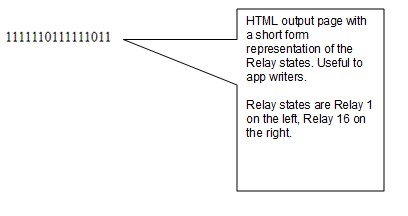 1111110111111011
HTML output page with
a short form
representation of the
Relay states. Useful to
app writers.
Relay states are Relay 1
on the left, Relay 16 on
the right.